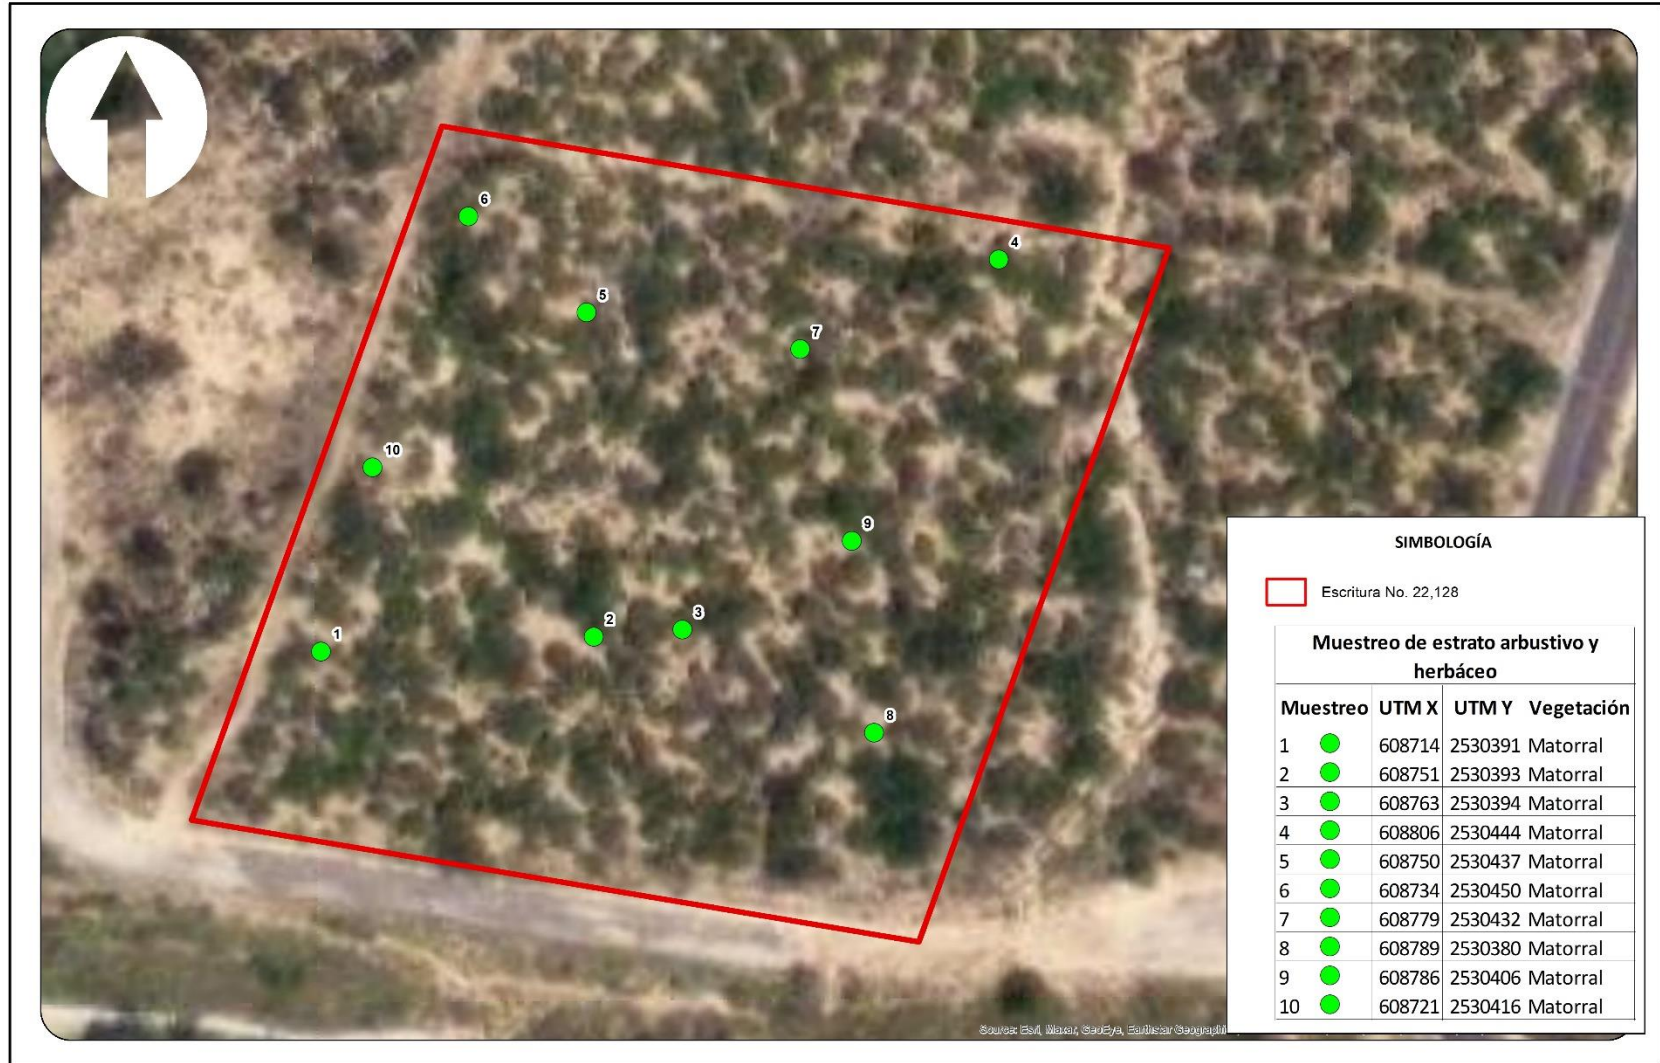 6
4
5
7
10
9
2
3
1
8
SIMBOLOGÍA
Escritura No. 22,128
Muestreo de estrato arbustivo y
herbáceo
Muestreo UTM X UTM Y Vegetación
1 608714 2530391 Matorral
2 608751 2530393 Matorral
3 608763 2530394 Matorral
4 608806 2530444 Matorral
5 608750 2530437 Matorral
6 608734 2530450 Matorral
7 608779 2530432 Matorral
8 608789 2530380 Matorral
9 608786 2530406 Matorral
10 608721 2530416 Matorral
Source: Esri, Maxar, GeoEye, Earthstar Geographi